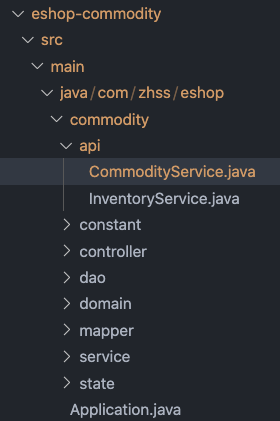 eshop-commodity
src
main
java/com/zhss/eshop
commodity
api
CommodityService.java
InventoryService.java
constant
controller
dao
domain
mapper
service
state
Application.java